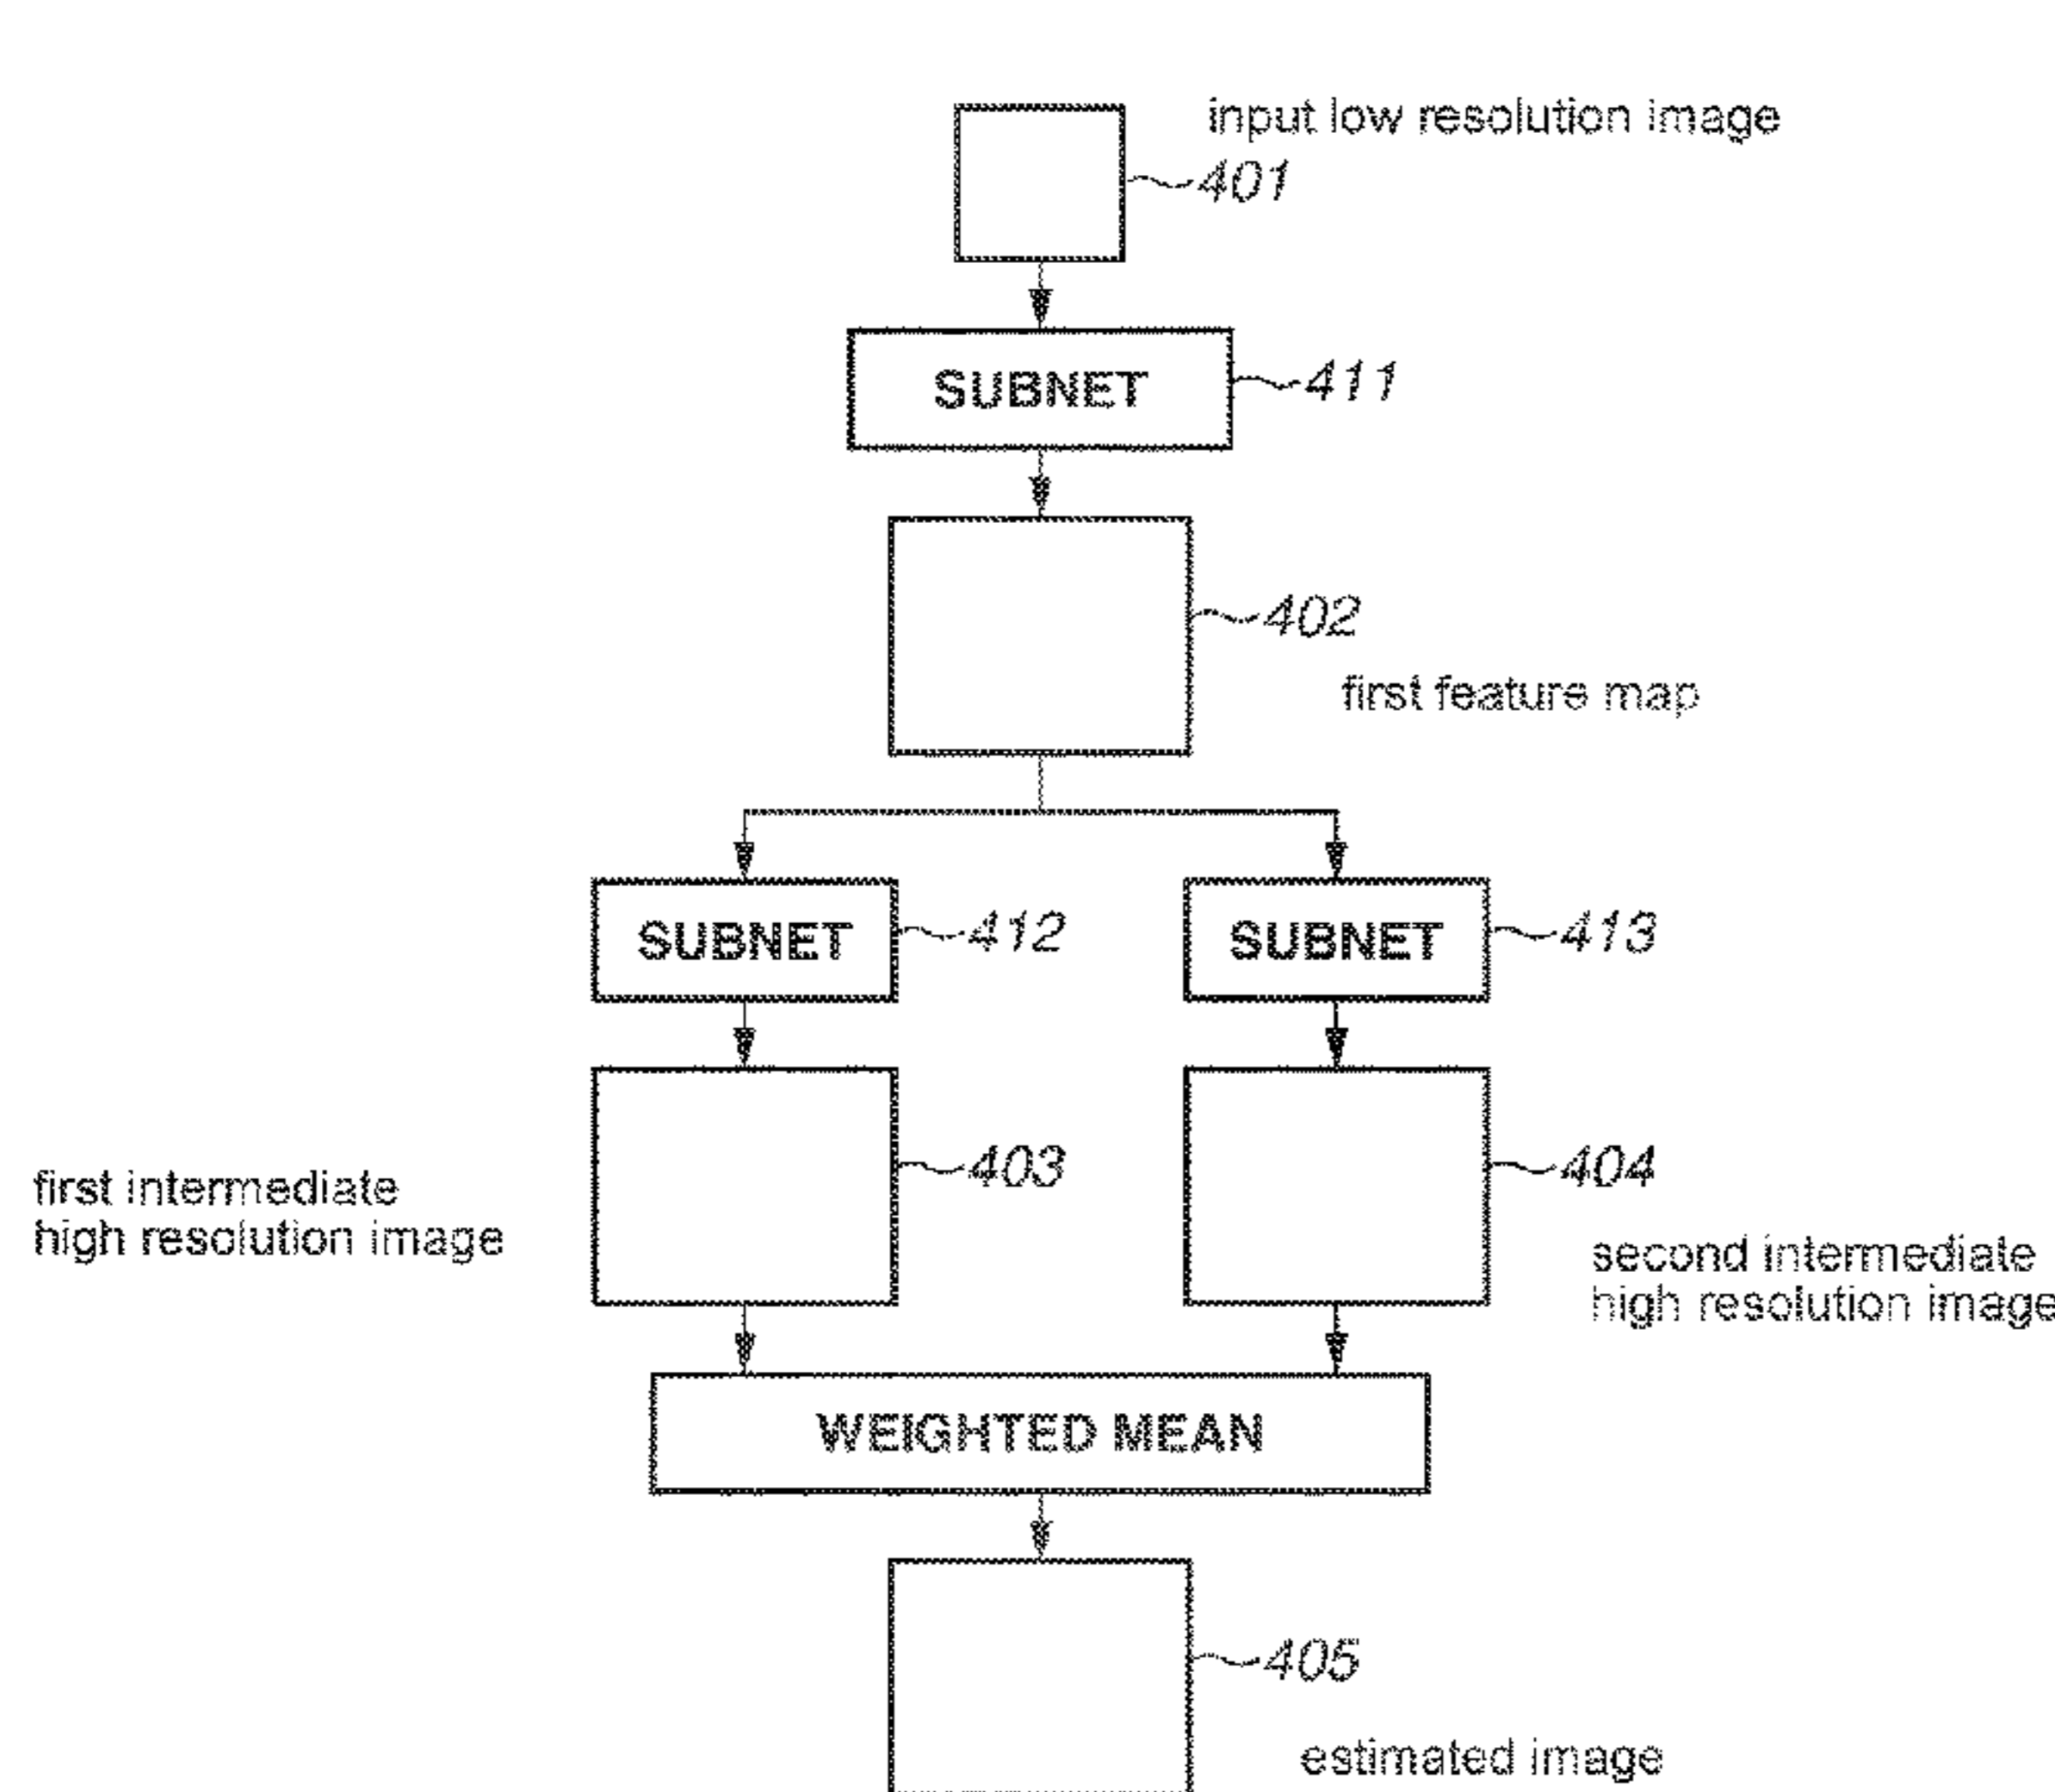 input low resolution image
401
SUBNET
411
402
first feature map
SUBNET
412
SUBNET
413
403
404
first intermediate
high resolution image
second intermediate
high resolution image
WEIGHTED MEAN
405
estimated image